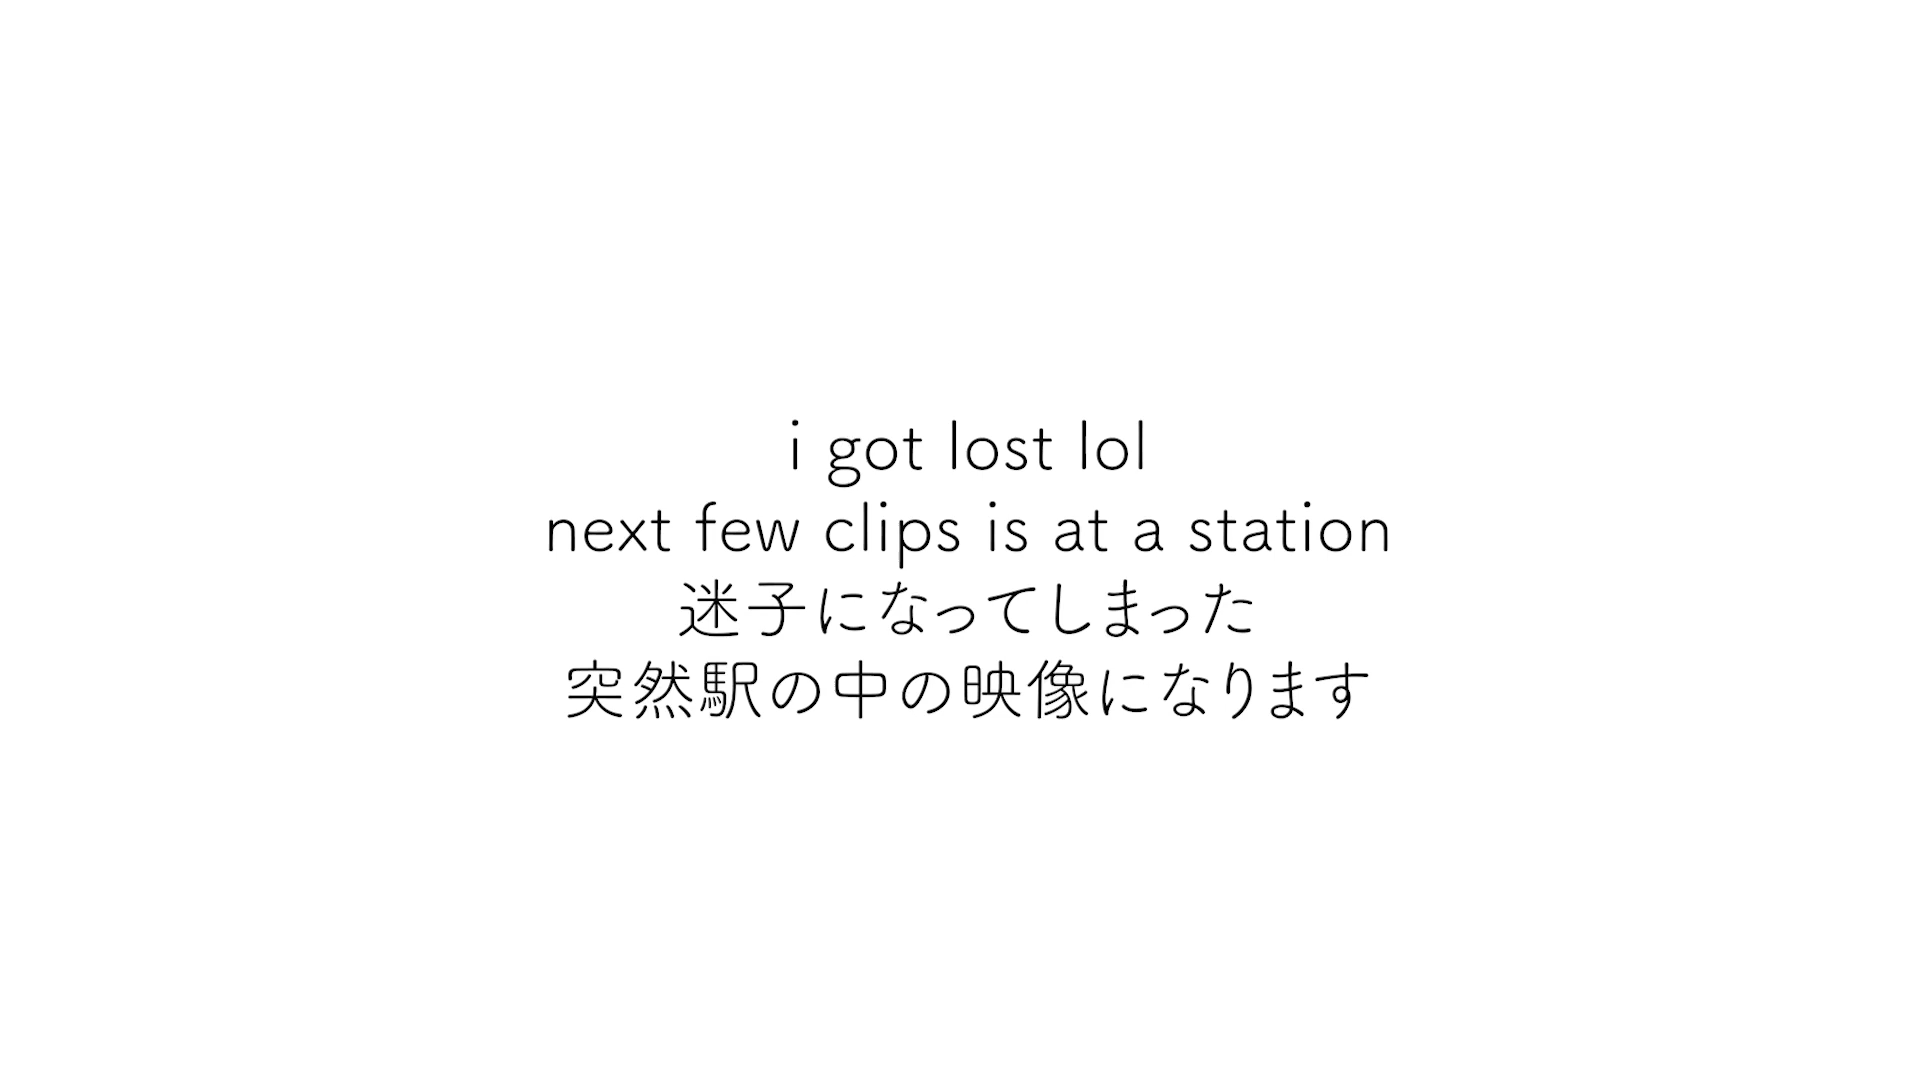 i got lost lol
next few clips is at a station
迷子になってしまった
突然駅の中の映像になります